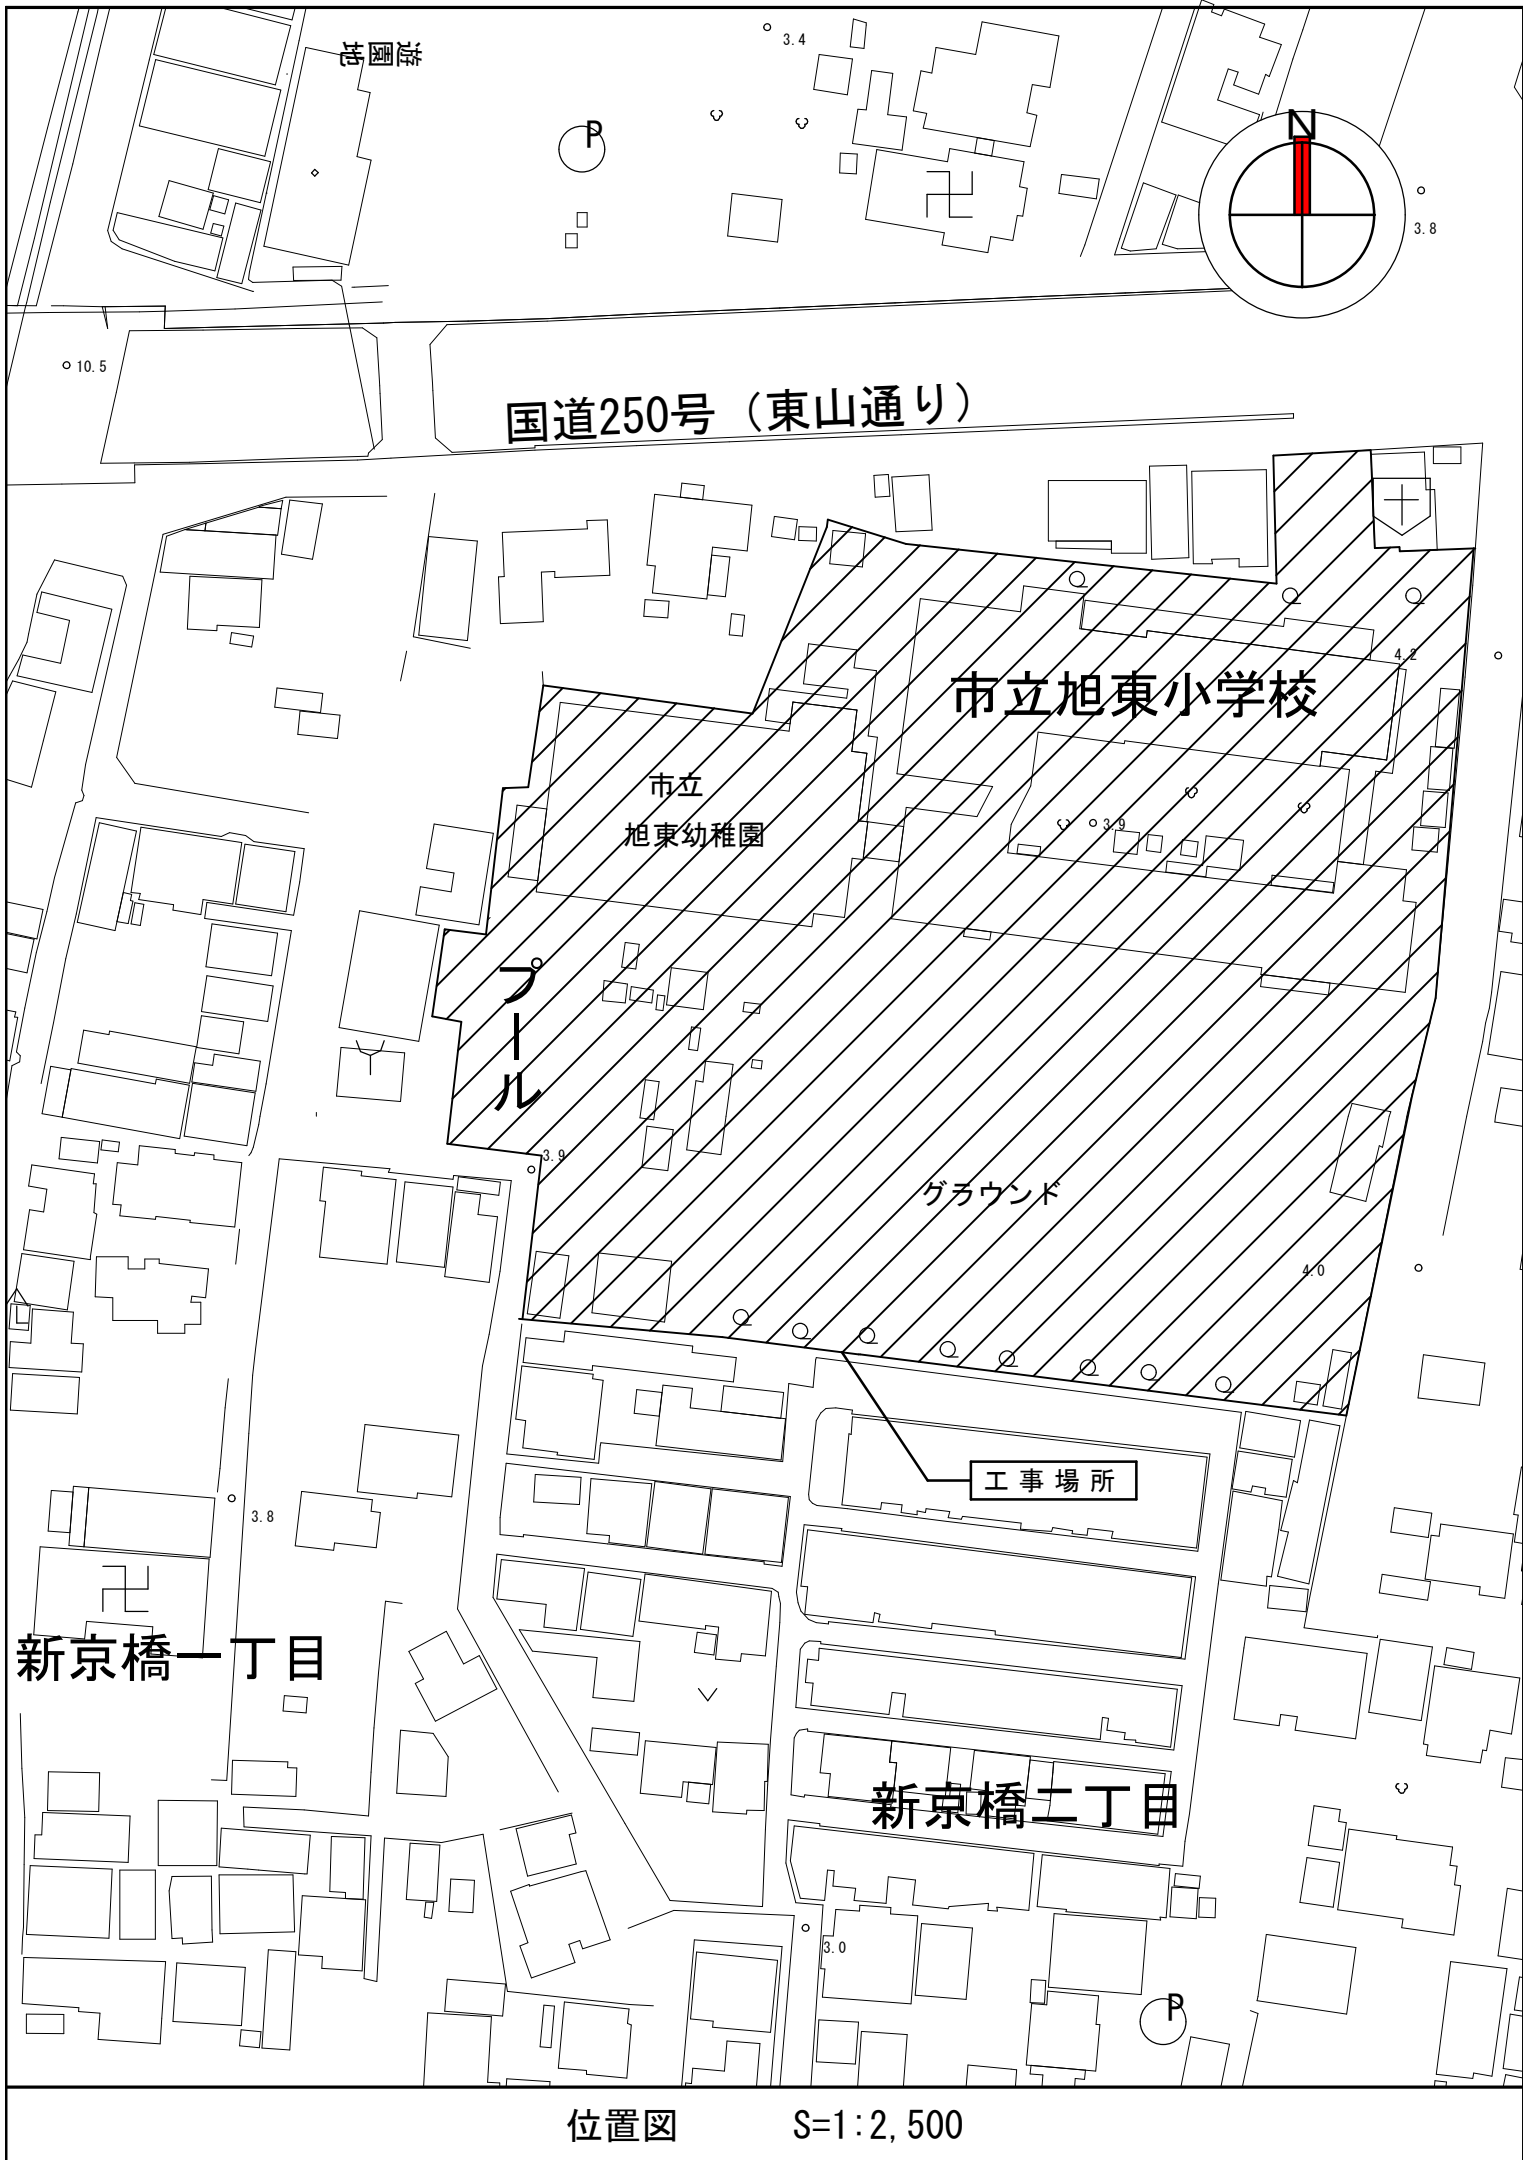 遊園地
3.4
P
N
3.8
10.5
国道250号（東山通り）
4.2
市立旭東小学校
市立
旭東幼稚園
3.9
プール
3.9
グラウンド
4.0
工事場所
3.8
新京橋一丁目
新京橋二丁目
3.0
P
位置図 S=1:2,500